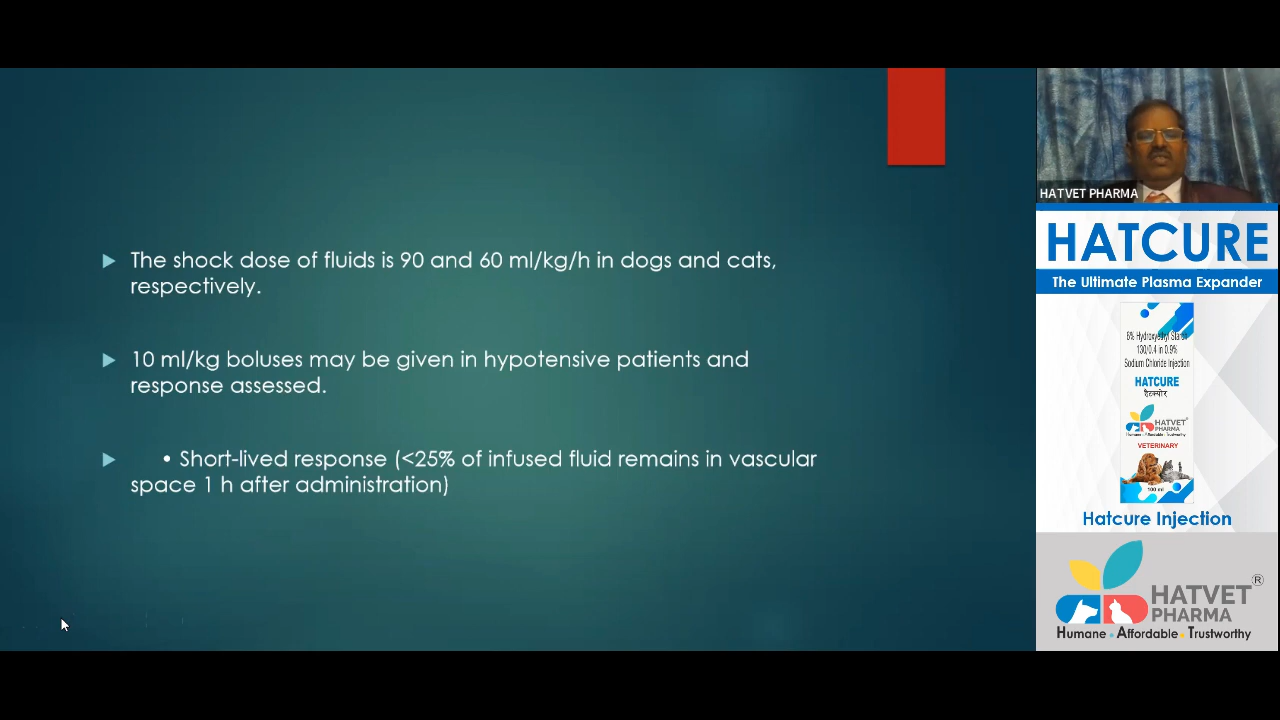 The shock dose of fluids is 90 and 60 ml/kg/h in dogs and cats,
respectively.
10 ml/kg boluses may be given in hypotensive patients and
response assessed.
• Short-lived response (<25% of infused fluid remains in vascular
space 1 h after administration)
HATVET PHARMA
HATCURE
The Ultimate Plasma Expander
6% Hydroxyethyl Starch
130/0.4 in 0.9%
Sodium Chloride Injection
HATCURE
हैटक्योर
HATVET
PHARMA
Humane • Affordable • Trustworthy
VETERINARY
100 ml
Hatcure Injection
HATVET ®
PHARMA
Humane • Affordable • Trustworthy